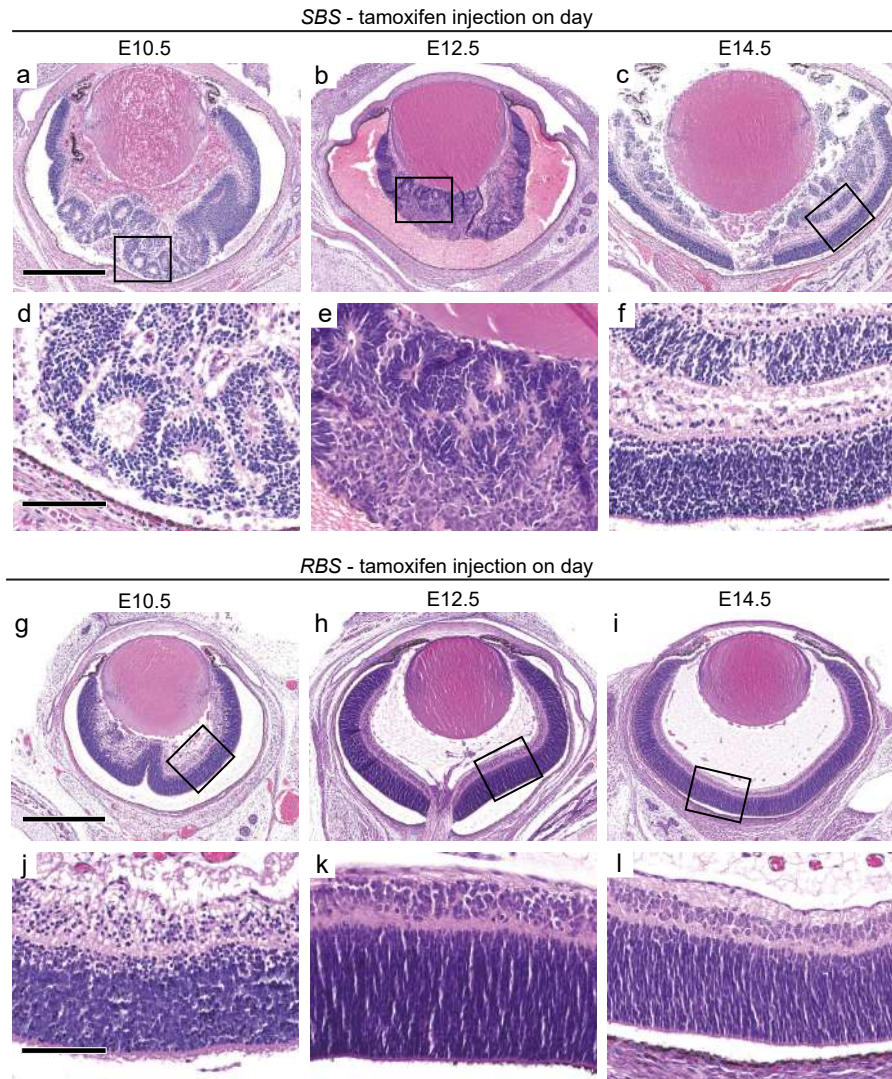 SBS - tamoxifen injection on day
E10.5 E12.5 E14.5
a b c
d e f
RBS - tamoxifen injection on day
E10.5 E12.5 E14.5
g h i
j k l